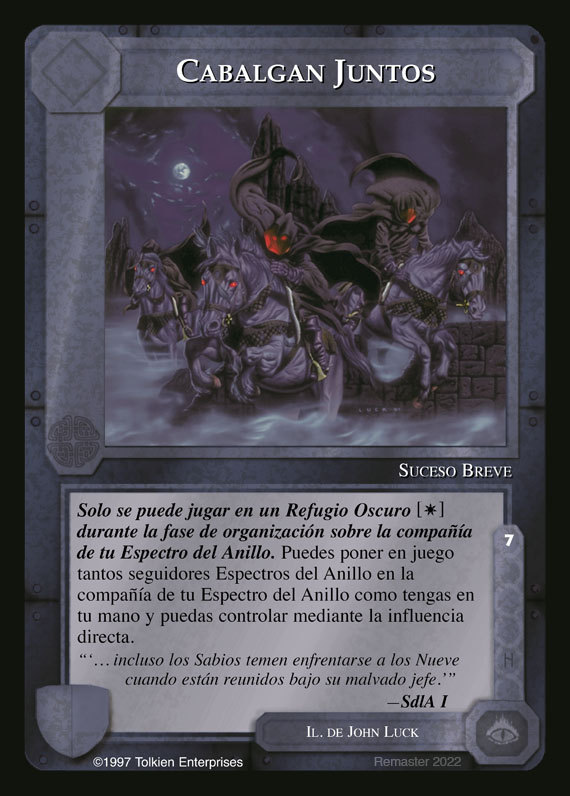 Cabalgan Juntos
LUCK
Suceso Breve
Solo se puede jugar en un Refugio Oscuro [✷]
durante la fase de organización sobre la compañía
de tu Espectro del Anillo. Puedes poner en juego
tantos seguidores Espectros del Anillo en la
compañía de tu Espectro del Anillo como tengas en
tu mano y puedas controlar mediante la influencia
directa.
“‘… incluso los Sabios temen enfrentarse a los Nueve
cuando están reunidos bajo su malvado jefe.’”
—SdlA I
7
H
Il. de John Luck
©1997 Tolkien Enterprises
Remaster 2022